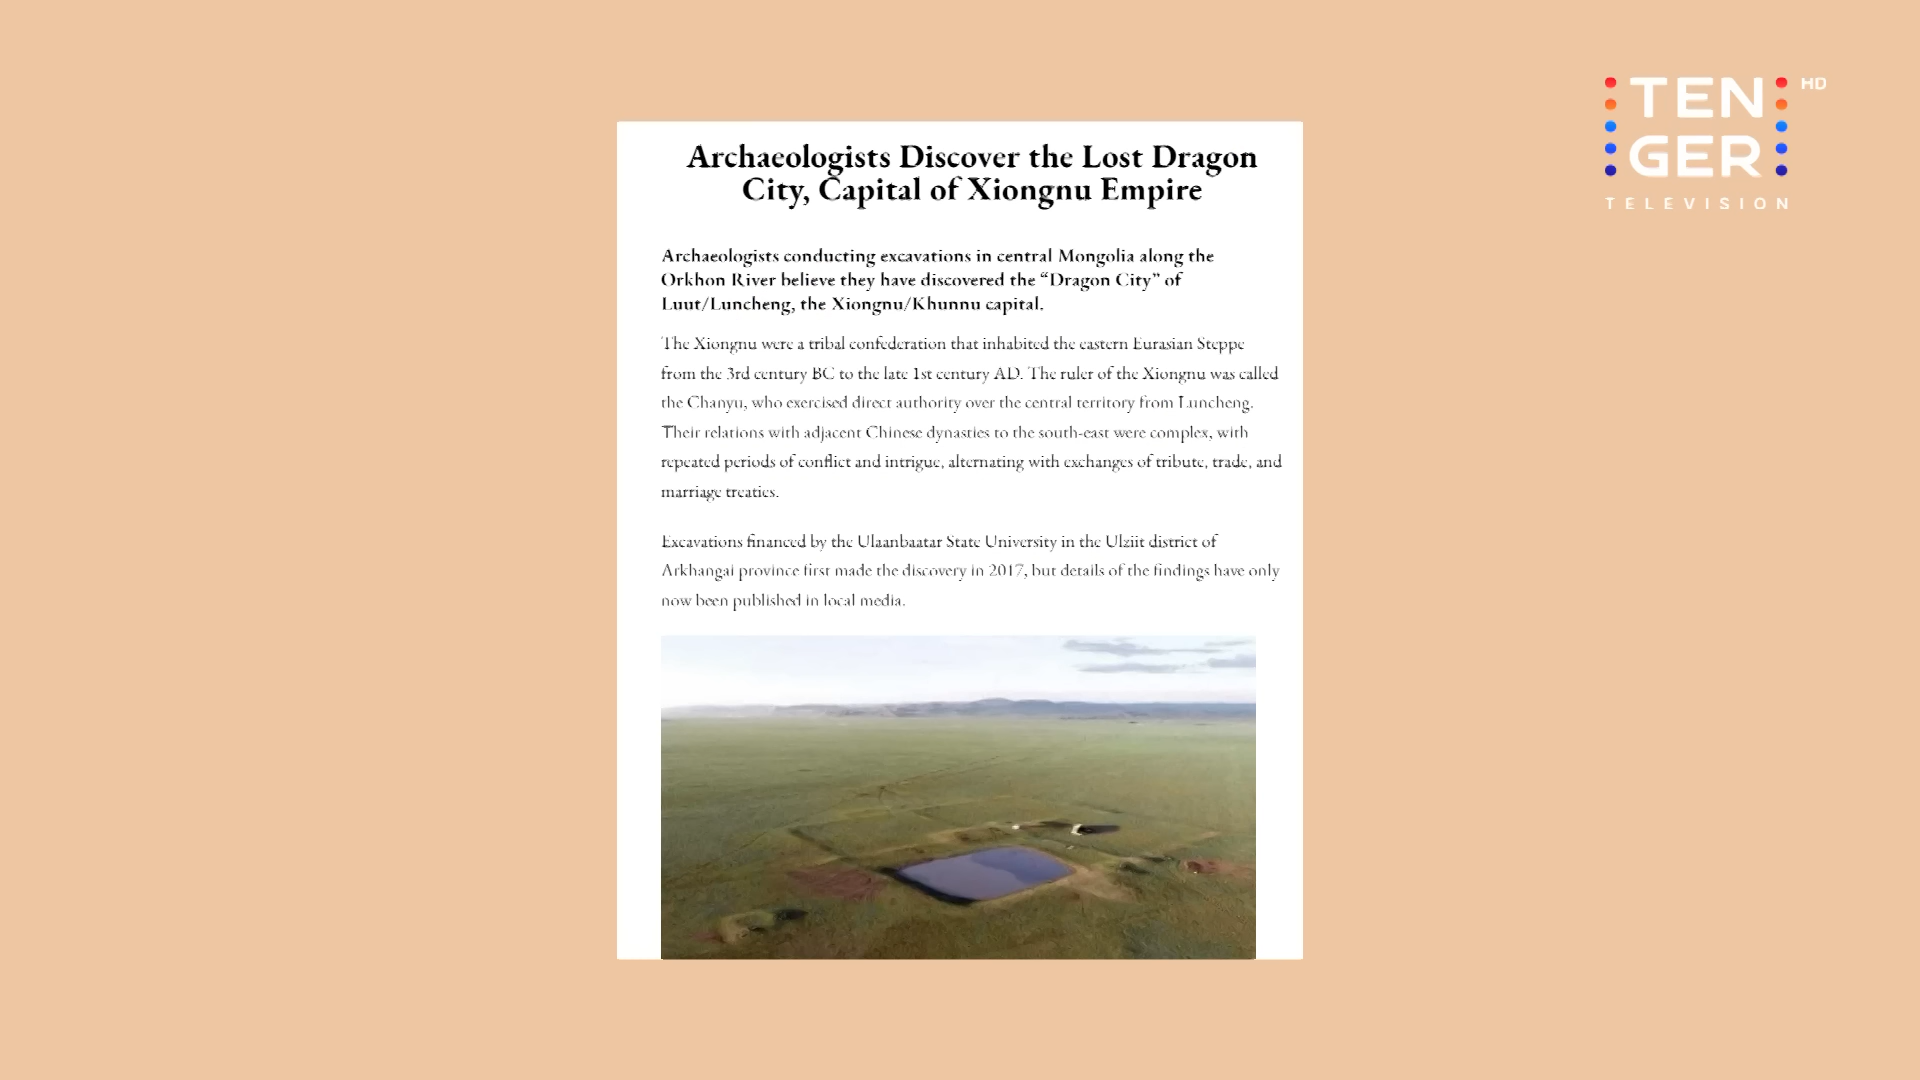 Archaeologists Discover the Lost Dragon
City, Capital of Xiongnu Empire
Archaeologists conducting excavations in central Mongolia along the
Orkhon River believe they have discovered the “Dragon City” of
Luut/Luncheng, the Xiongnu/Khunnu capital.
The Xiongnu were a tribal confederation that inhabited the eastern Eurasian Steppe
from the 3rd century BC to the late 1st century AD. The ruler of the Xiongnu was called
the Chanyu, who exercised direct authority over the central territory from Luncheng.
Their relations with adjacent Chinese dynasties to the south-east were complex, with
repeated periods of conflict and intrigue, alternating with exchanges of tribute, trade, and
marriage treaties.
Excavations financed by the Ulaanbaatar State University in the Ulziit district of
Arkhangai province first made the discovery in 2017, but details of the findings have only
now been published in local media.
TEN HD
GER
TELEVISION